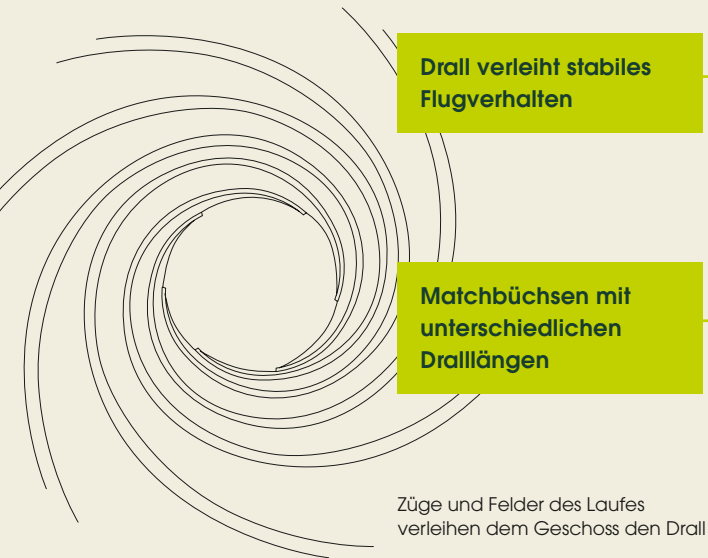 Drall verleiht stabiles
Flugverhalten
Matchbüchsen mit
unterschiedlichen
Dralllängen
Züge und Felder des Laufes
verleihen dem Geschoss den Drall